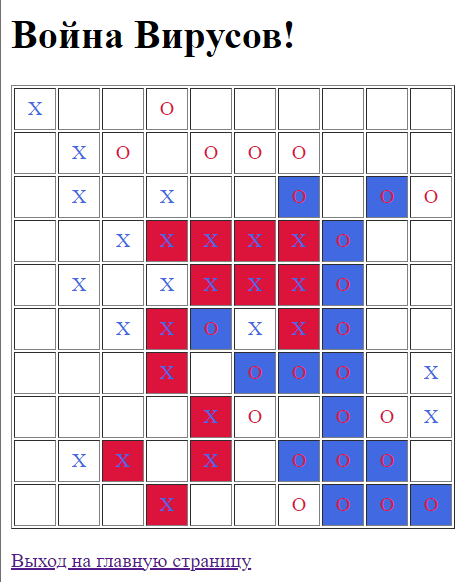 Война Вирусов!
X O
X O O O O
X X O O O
X X X X X O
X X X X X O
X X O X X O
X O O O X
X O O O X
X X X O O O
X O O O O
Выход на главную страницу